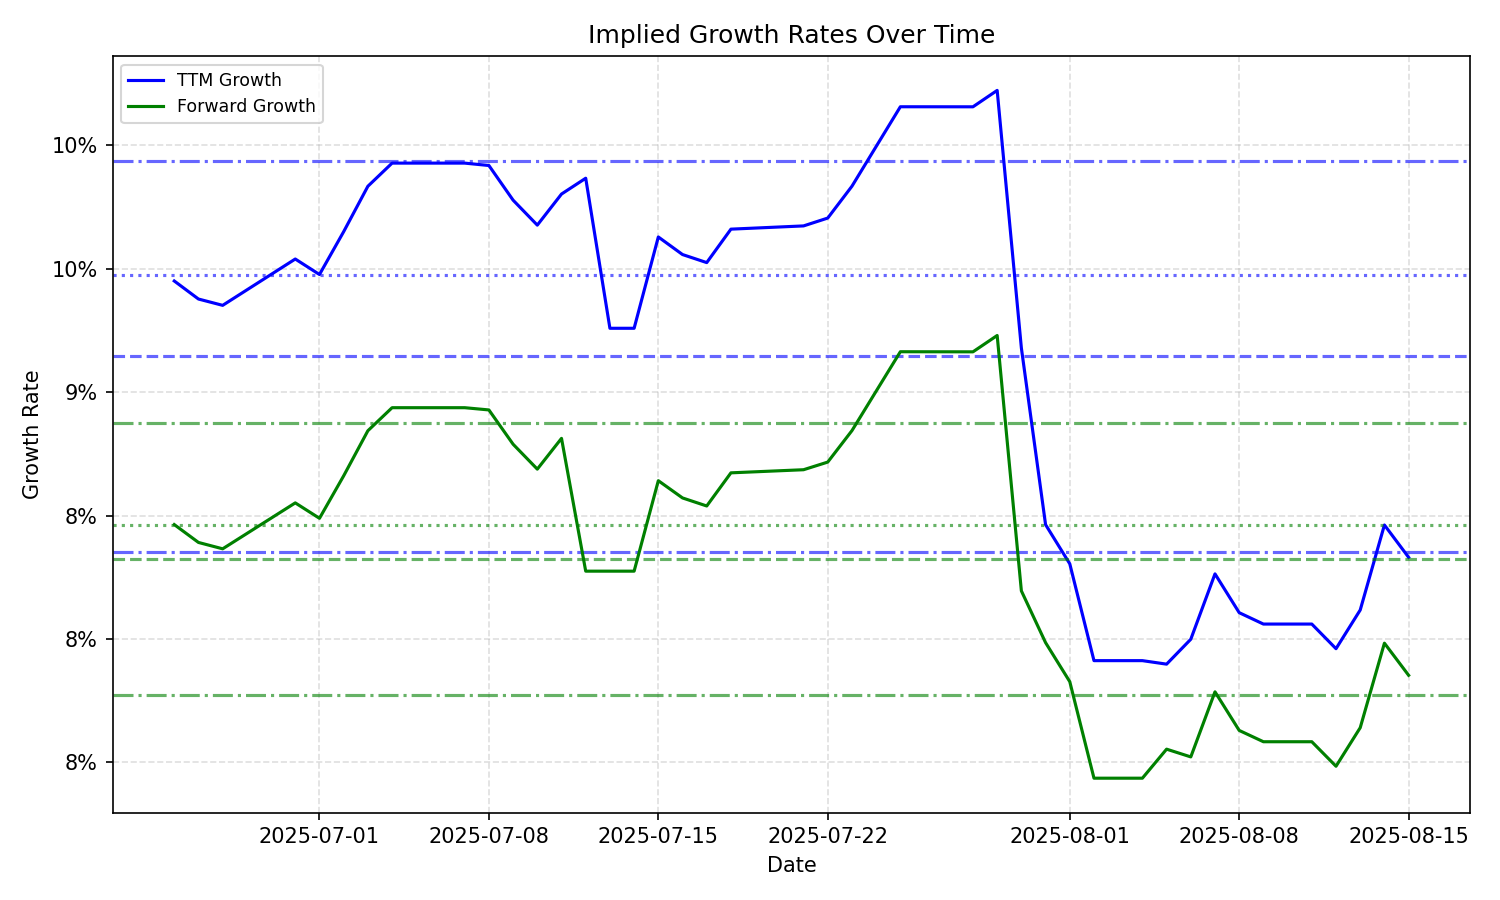 Implied Growth Rates Over Time
TTM Growth
Forward Growth
Growth Rate
10%
10%
9%
8%
8%
8%
2025-07-01
2025-07-08
2025-07-15
2025-07-22
2025-08-01
2025-08-08
2025-08-15
Date